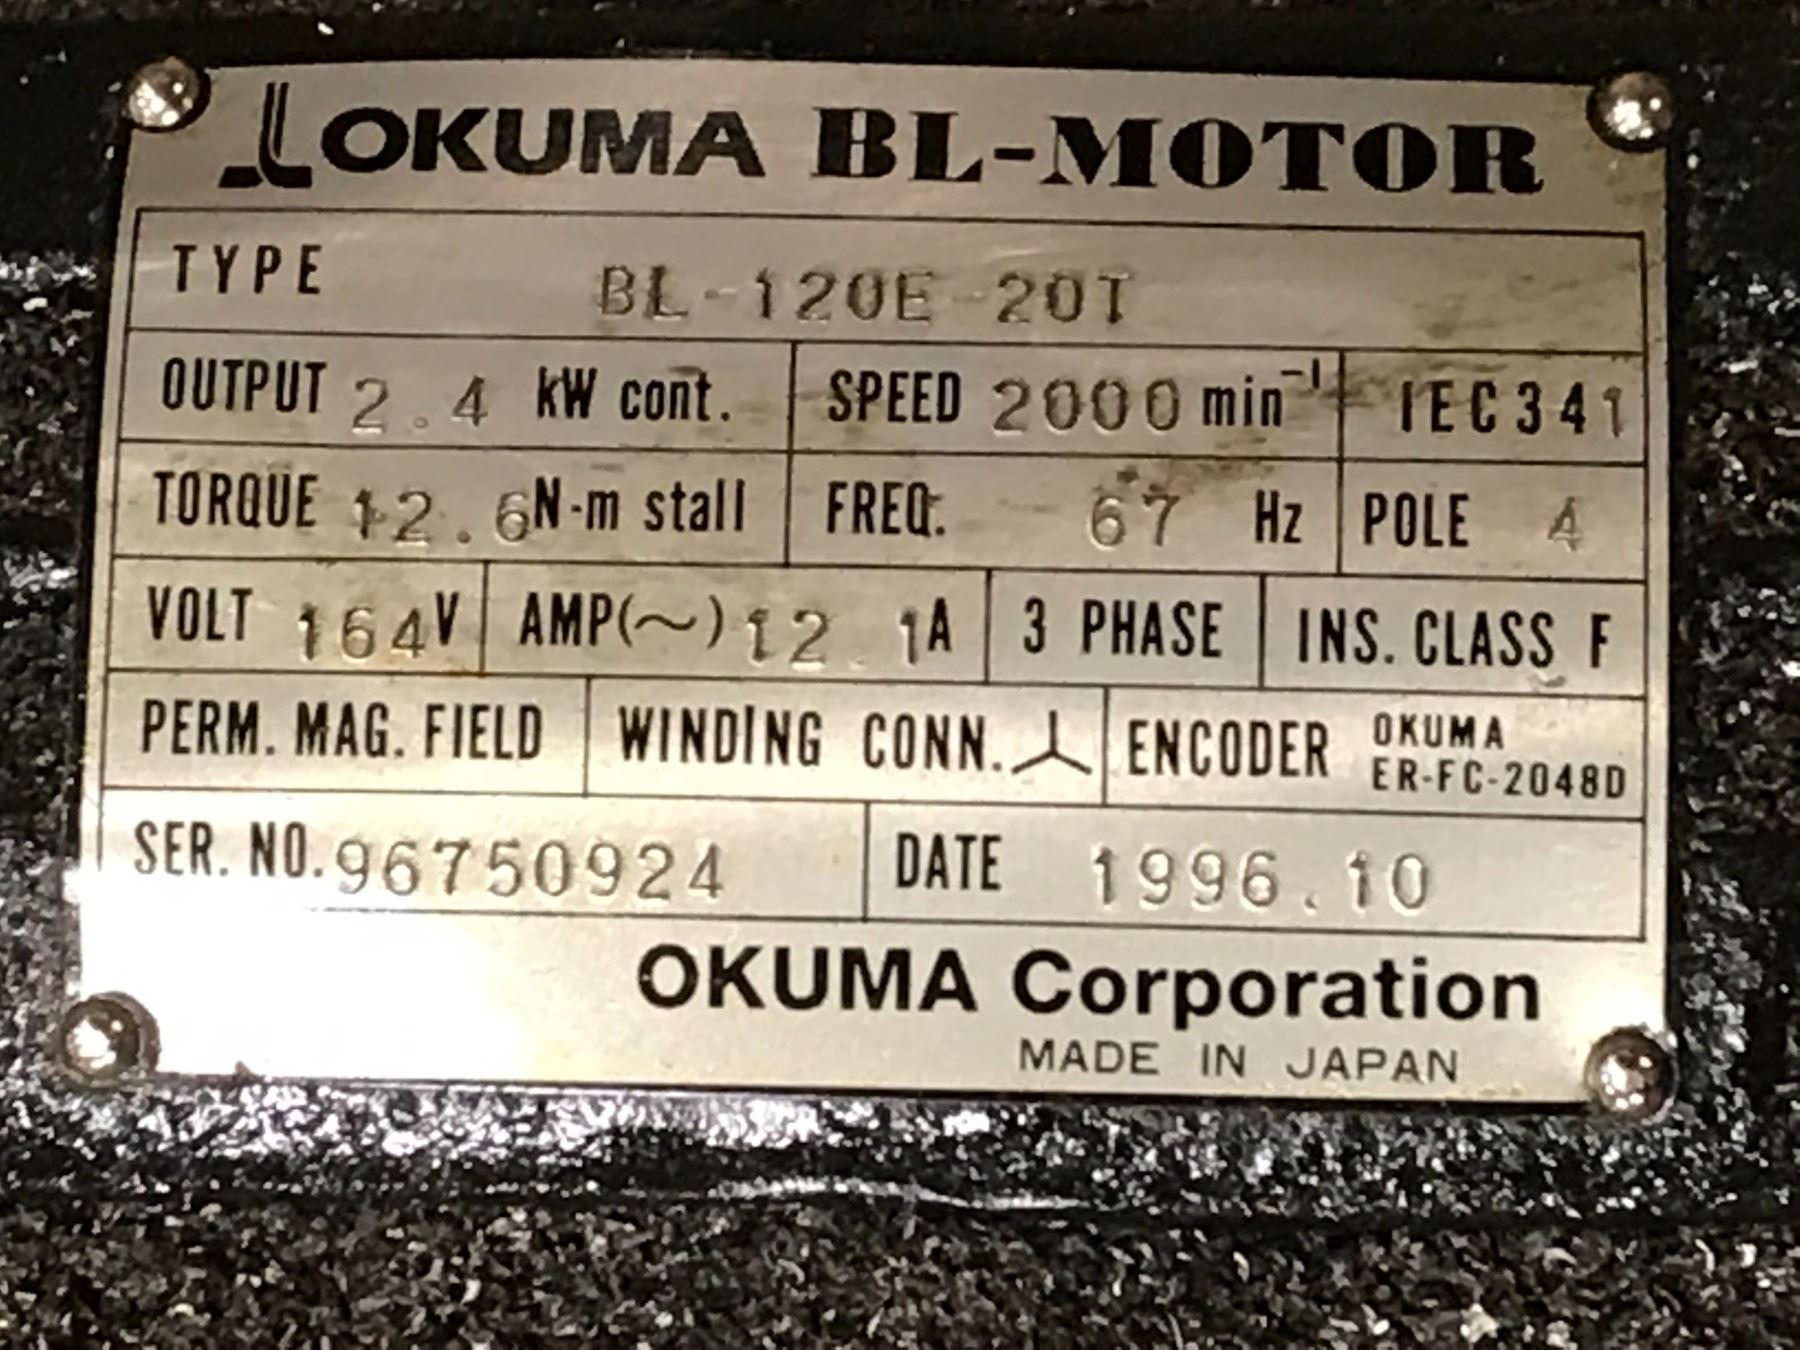 OKUMA BL-MOTOR
TYPE BL-120E-20T
OUTPUT 2.4 kW cont. SPEED 2000 min⁻¹ IEC341
TORQUE 12.6 N-m stall FREQ. 67 Hz POLE 4
VOLT 164 V AMP(~) 12.1 A 3 PHASE INS. CLASS F
PERM. MAG. FIELD WINDING CONN. ENCODER OKUMA
ER-FC-2048D
SER. NO. 96750924 DATE 1996.10
OKUMA Corporation
MADE IN JAPAN